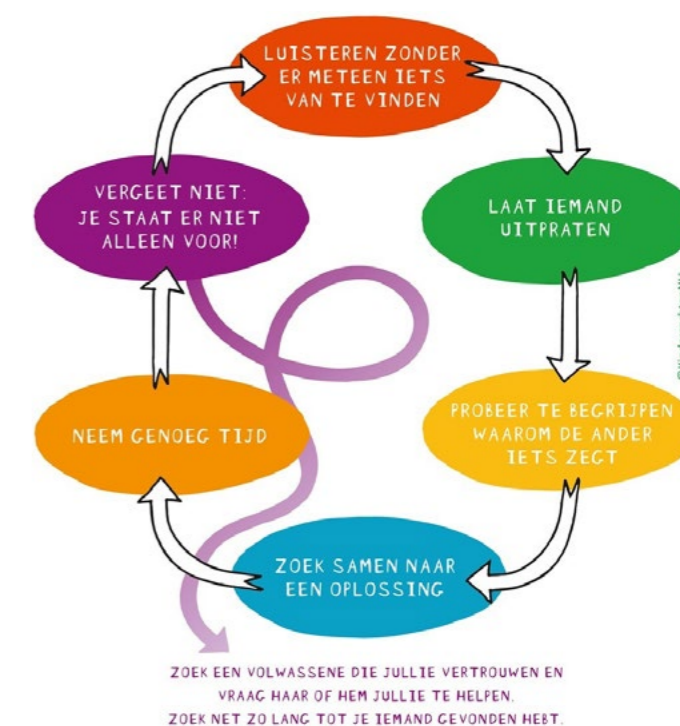 LUISTEREN ZONDER
ER METEEN IETS
VAN TE VINDEN
LAAT IEMAND
UITPRATEN
PROBEER TE BEGRIJPEN
WAAROM DE ANDER
IETS ZEGT
ZOEK SAMEN NAAR
EEN OPLOSSING
NEEM GENOEG TIJD
VERGEET NIET:
JE STAAT ER NIET
ALLEEN VOOR!
ZOEK EEN VOLWASSENE DIE JULLIE VERTROUWEN EN
VRAAG HAAR OF HEM JULLIE TE HELPEN.
ZOEK NET ZO LANG TOT JE IEMAND GEVONDEN HEBT.